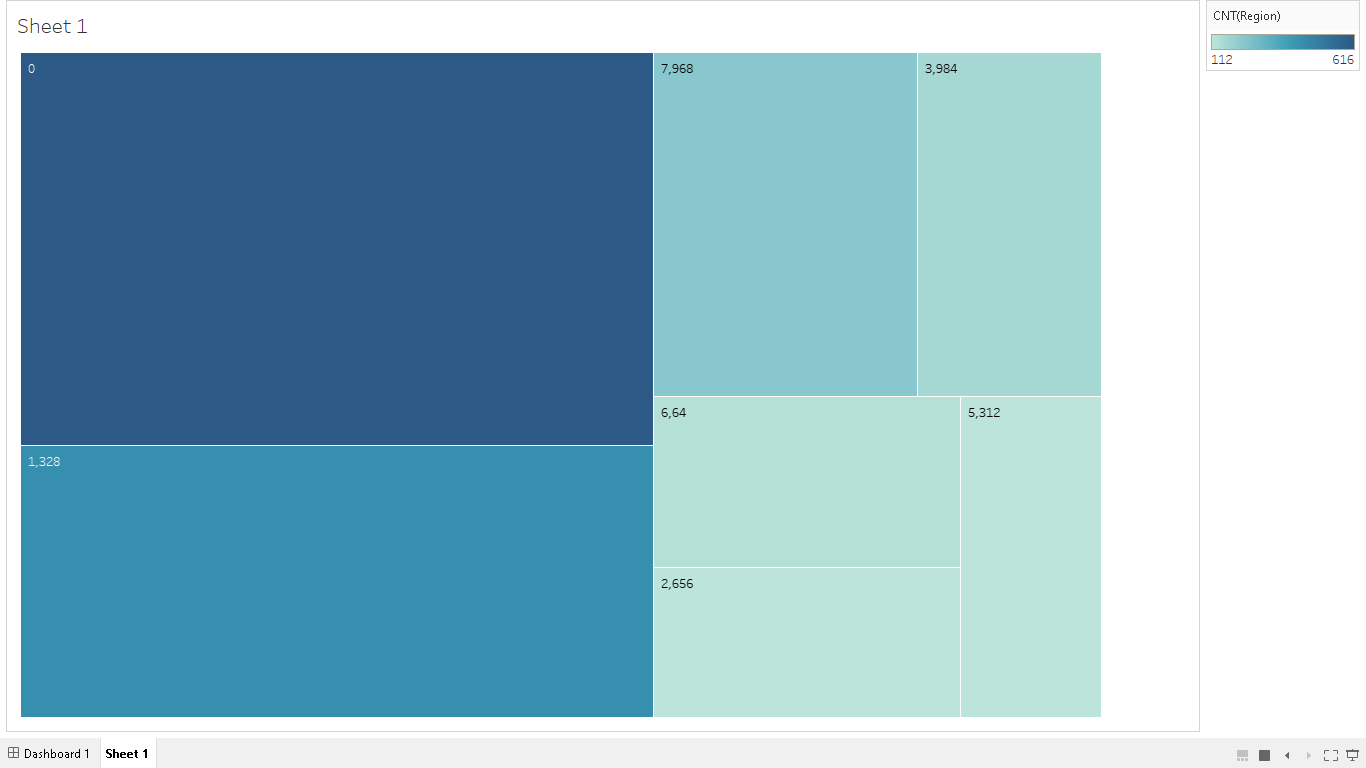 Sheet 1
CNT(Region)
112 616
0
7,968
3,984
1,328
6,64
5,312
2,656
Dashboard 1
Sheet 1